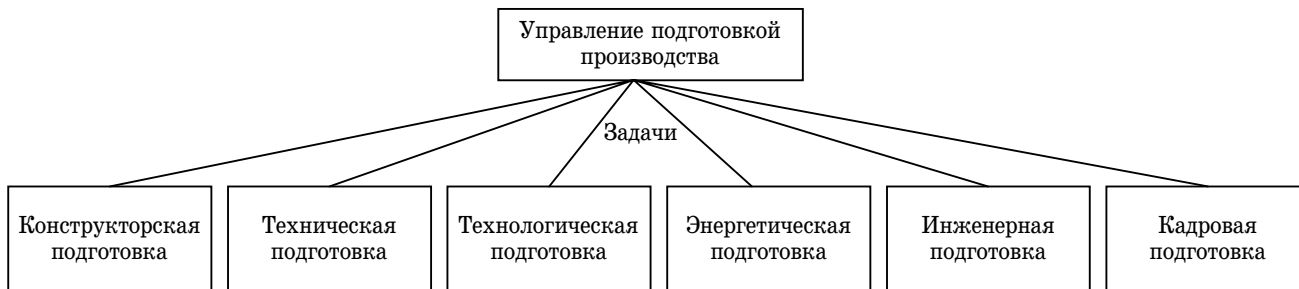 Управление подготовкой
производства
Задачи
Конструкторская
подготовка
Техническая
подготовка
Технологическая
подготовка
Энергетическая
подготовка
Инженерная
подготовка
Кадровая
подготовка